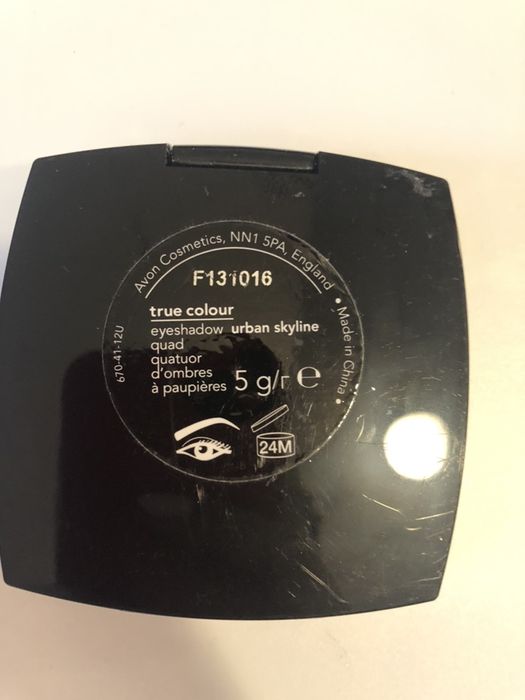 Avon Cosmetics, NN1 5PA, England • Made in China •
F131016
true colour
eyeshadow urban skyline
quad
quatuor
d'ombres
à paupières 5 g/r e
24M
670-41-12U